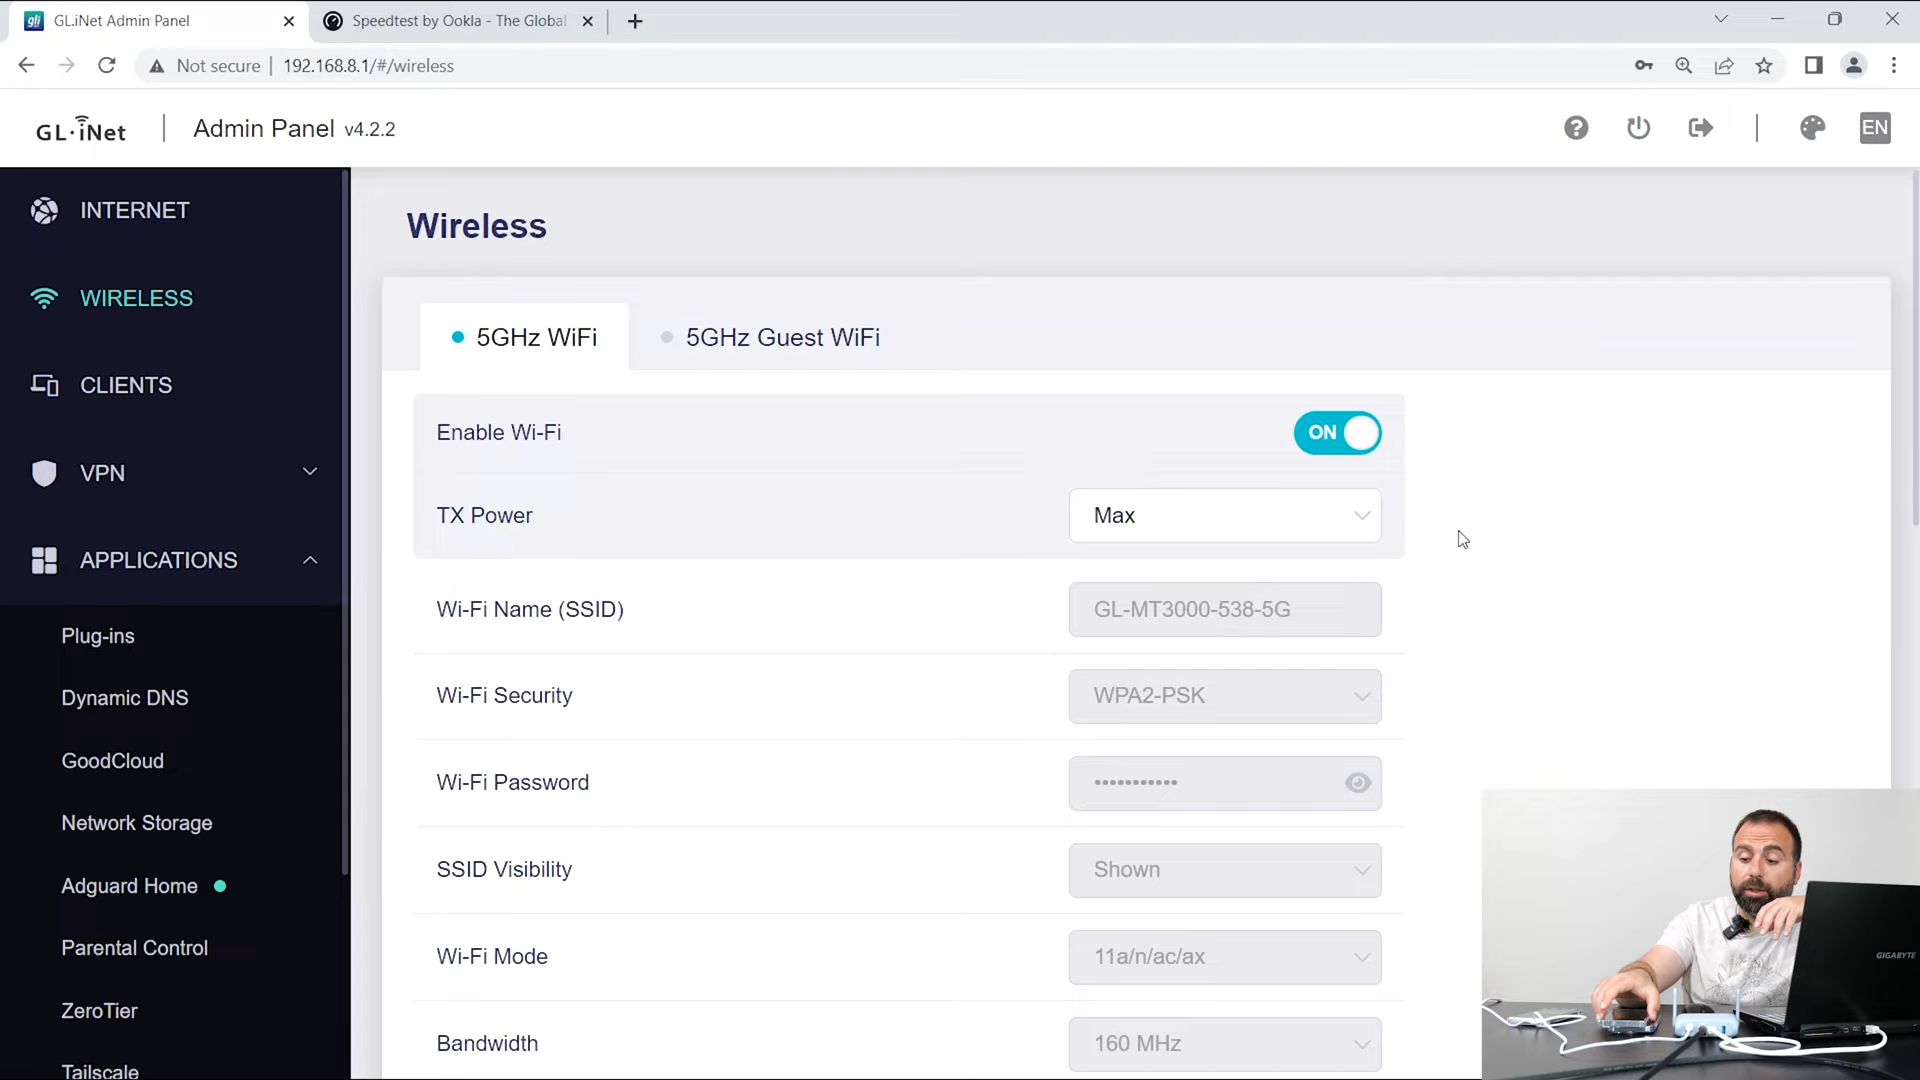 gli GL.iNet Admin Panel
Speedtest by Ookla - The Global
Not secure | 192.168.8.1/#/wireless
GL·iNet | Admin Panel v4.2.2
EN
INTERNET
WIRELESS
CLIENTS
VPN
APPLICATIONS
Plug-ins
Dynamic DNS
GoodCloud
Network Storage
Adguard Home
Parental Control
ZeroTier
Tailscale
Wireless
5GHz WiFi
5GHz Guest WiFi
Enable Wi-Fi
ON
TX Power
Max
Wi-Fi Name (SSID)
GL-MT3000-538-5G
Wi-Fi Security
WPA2-PSK
Wi-Fi Password
•••••••••••
SSID Visibility
Shown
Wi-Fi Mode
11a/n/ac/ax
Bandwidth
160 MHz
GIGABYTE